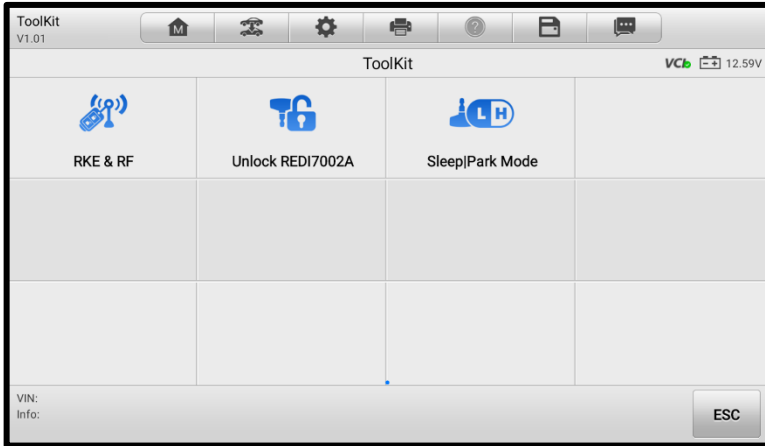 ToolKit
V1.01
M
?
ToolKit
VCI 12.59V
RKE & RF
Unlock REDI7002A
L H
Sleep|Park Mode
VIN:
Info:
ESC